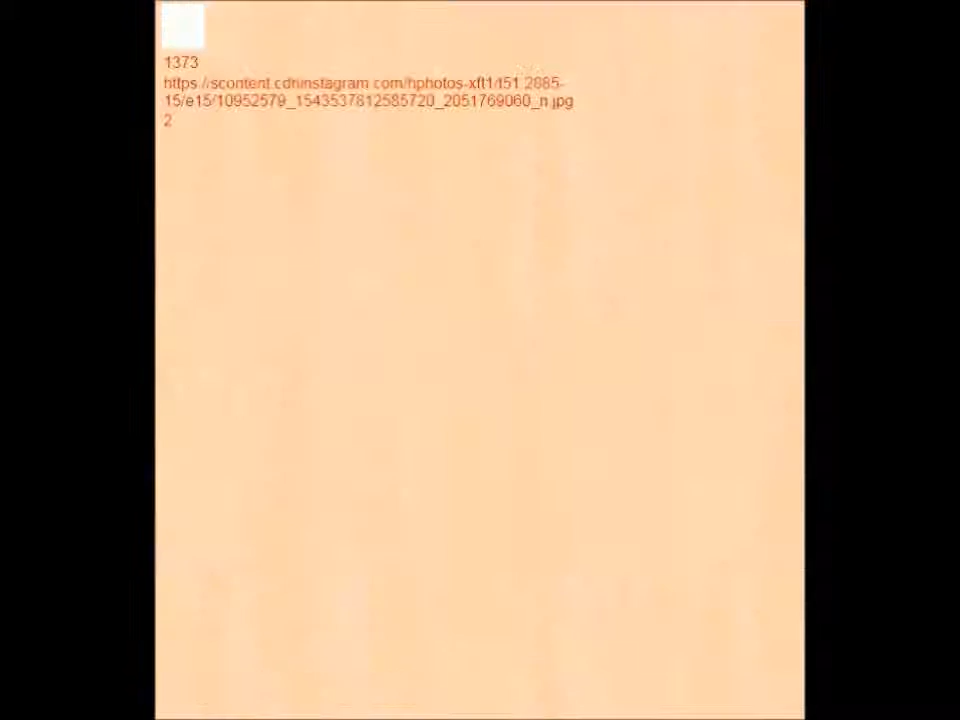 1373
https://scontent.cdninstagram.com/hphotos-xft1/t51.2885-
15/e15/10952579_1543537812585720_2051769060_n.jpg
2